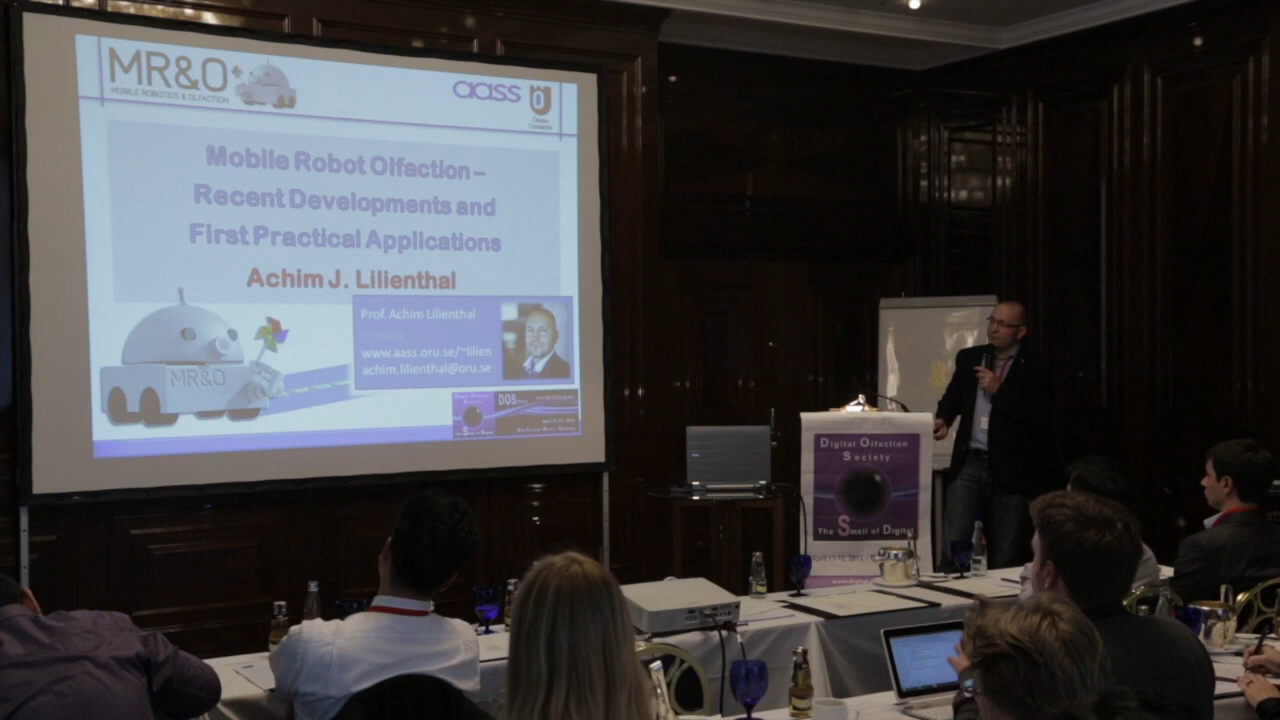 MR&O
MOBILE ROBOTICS & OLFACTION
aass
Mobile Robot Olfaction –
Recent Developments and
First Practical Applications
Achim J. Lilienthal
Prof. Achim Lilienthal
www.aass.oru.se/~lilien
achim.lilienthal@oru.se
MR&O
DOS
Digital Olfaction
Society
The Smell of Digital